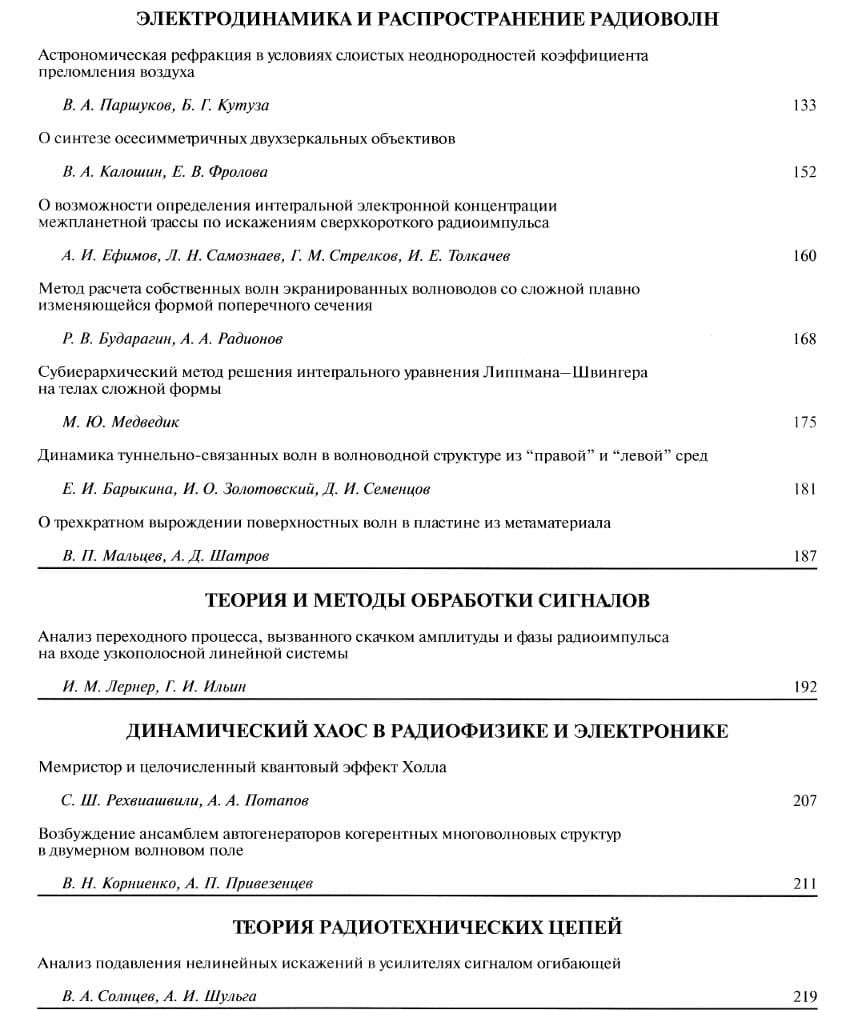 ЭЛЕКТРОДИНАМИКА И РАСПРОСТРАНЕНИЕ РАДИОВОЛН
Астрономическая рефракция в условиях слоистых неоднородностей коэффициента
преломления воздуха
В. А. Паршуков, Б. Г. Кутуза 133
О синтезе осесимметричных двухзеркальных объективов
В. А. Калошин, Е. В. Фролова 152
О возможности определения интегральной электронной концентрации
межпланетной трассы по искажениям сверхкороткого радиоимпульса
А. И. Ефимов, Л. Н. Самознаев, Г. М. Стрелков, И. Е. Толкачев 160
Метод расчета собственных волн экранированных волноводов со сложной плавно
изменяющейся формой поперечного сечения
Р. В. Бударагин, А. А. Радионов 168
Субиерархический метод решения интегрального уравнения Липпмана–Швингера
на телах сложной формы
М. Ю. Медведик 175
Динамика туннельно-связанных волн в волноводной структуре из “правой” и “левой” сред
Е. И. Барыкина, И. О. Золотовский, Д. И. Семенцов 181
О трехкратном вырождении поверхностных волн в пластине из метаматериала
В. П. Мальцев, А. Д. Шатров 187
ТЕОРИЯ И МЕТОДЫ ОБРАБОТКИ СИГНАЛОВ
Анализ переходного процесса, вызванного скачком амплитуды и фазы радиоимпульса
на входе узкополосной линейной системы
И. М. Лернер, Г. И. Ильин 192
ДИНАМИЧЕСКИЙ ХАОС В РАДИОФИЗИКЕ И ЭЛЕКТРОНИКЕ
Мемристор и целочисленный квантовый эффект Холла
С. Ш. Рехвиашвили, А. А. Потапов 207
Возбуждение ансамблем автогенераторов когерентных многоволновых структур
в двумерном волновом поле
В. Н. Корниенко, А. П. Привезенцев 211
ТЕОРИЯ РАДИОТЕХНИЧЕСКИХ ЦЕПЕЙ
Анализ подавления нелинейных искажений в усилителях сигналом огибающей
В. А. Солнцев, А. И. Шульга 219